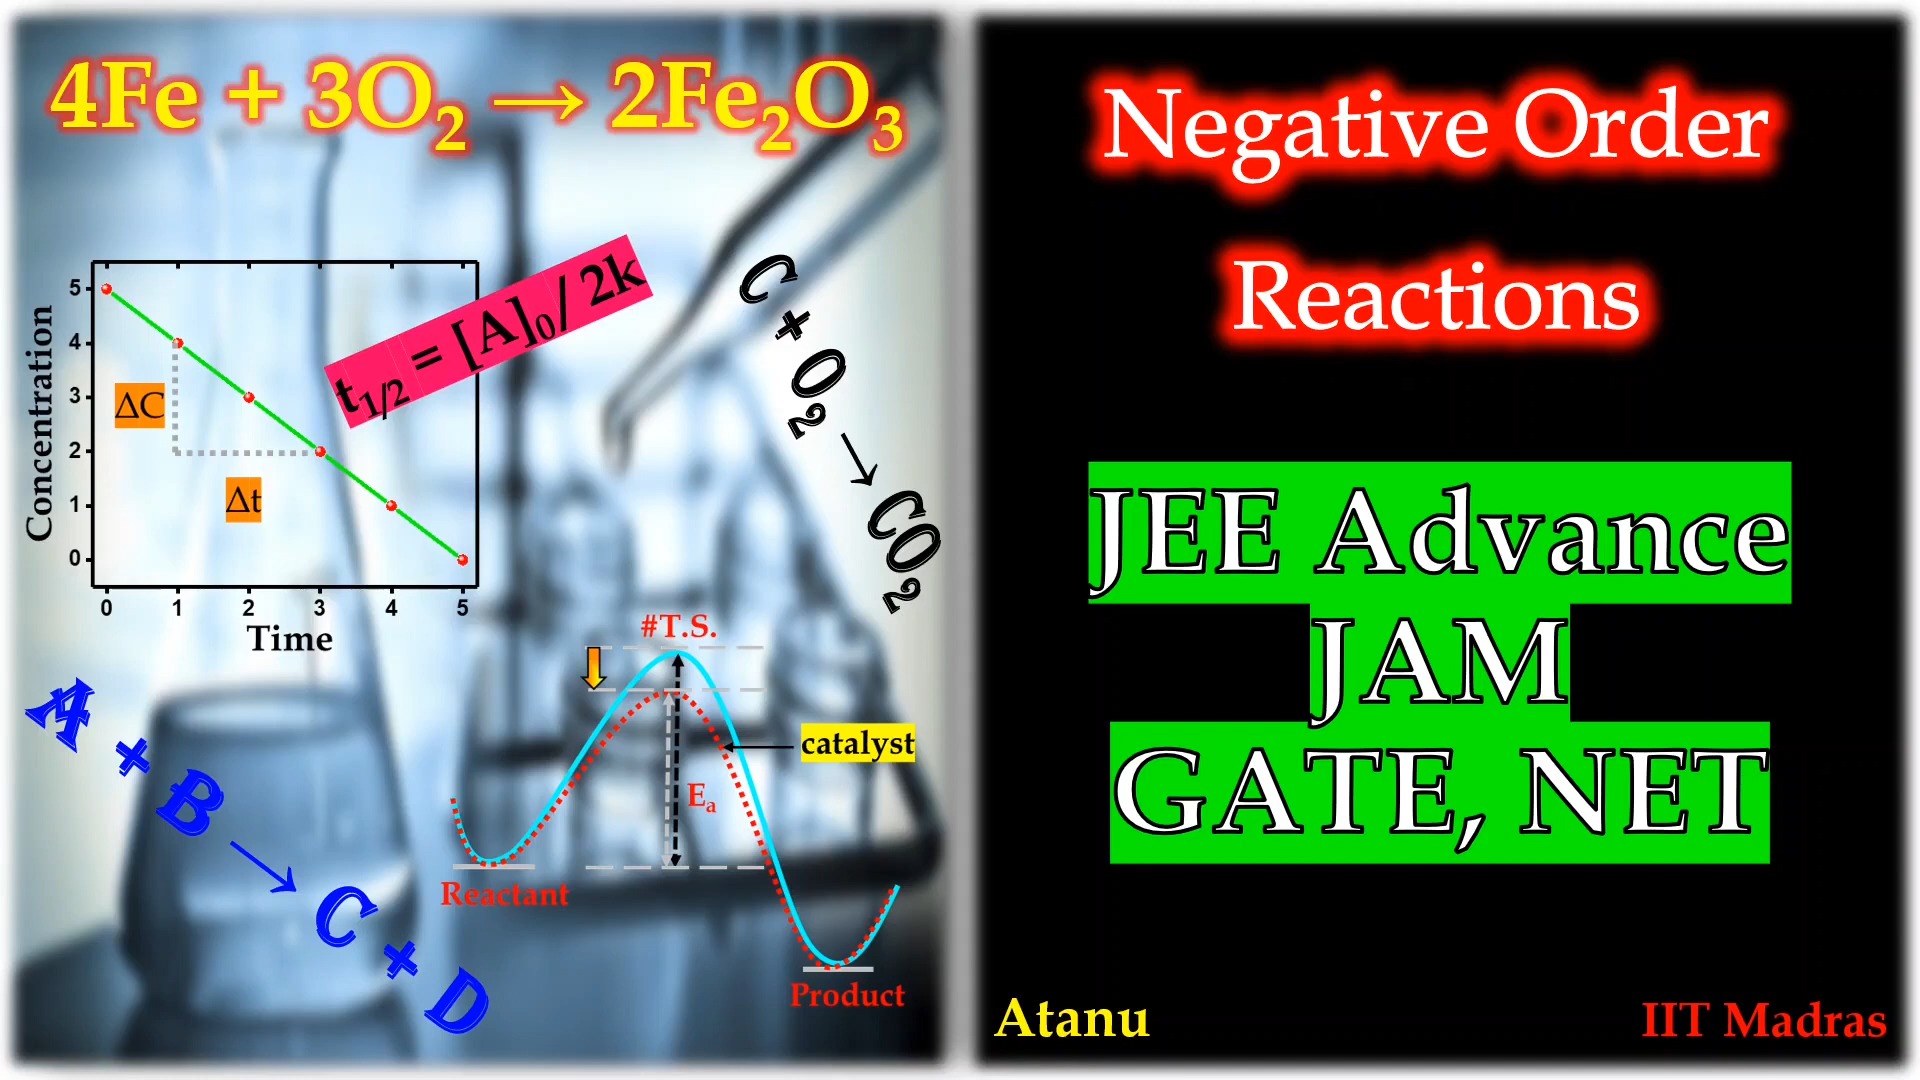 4Fe + 3O₂ → 2Fe₂O₃
Negative Order
Reactions
t₁/₂ = [A]₀/ 2k
C + O₂ → CO₂
Concentration
5
4
3
2
1
0
ΔC
Δt
0 1 2 3 4 5
Time
JEE Advance
JAM
GATE, NET
#T.S.
catalyst
Eₐ
Reactant
Product
A + B → C + D
Atanu
IIT Madras